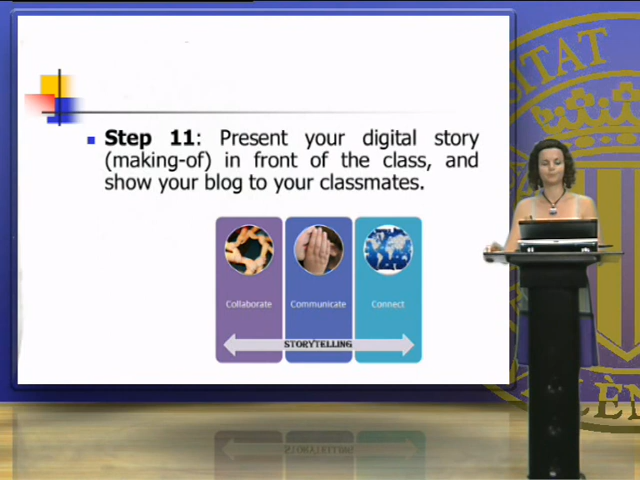 Step 11: Present your digital story
(making-of) in front of the class, and
show your blog to your classmates.
Collaborate Communicate Connect
STORYTELLING